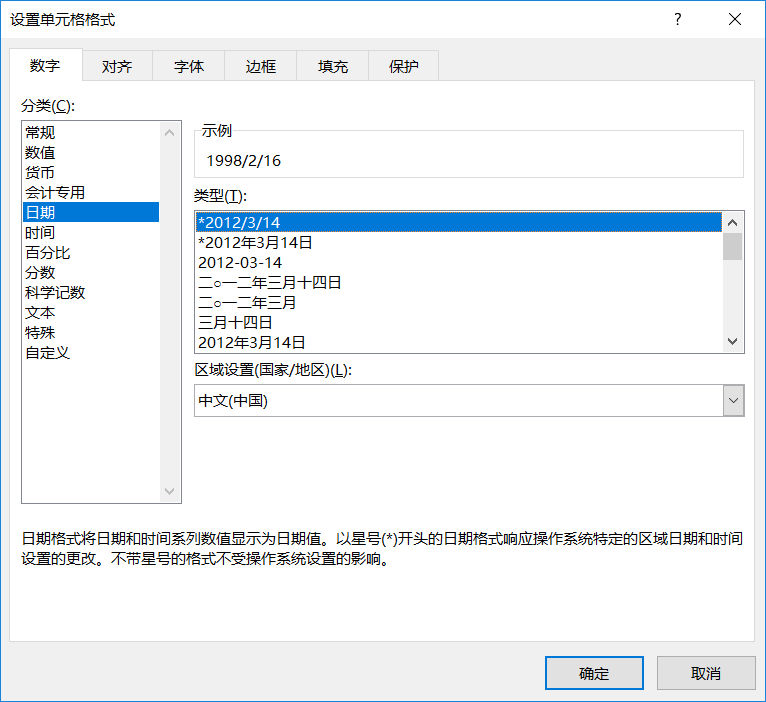 设置单元格格式
?
数字 对齐 字体 边框 填充 保护
分类(C):
常规
数值
货币
会计专用
日期
时间
百分比
分数
科学记数
文本
特殊
自定义
示例
1998/2/16
类型(T):
*2012/3/14
*2012年3月14日
2012-03-14
二○一二年三月十四日
二○一二年三月
三月十四日
2012年3月14日
区域设置(国家/地区)(L):
中文(中国)
日期格式将日期和时间系列数值显示为日期值。以星号(*)开头的日期格式响应操作系统特定的区域日期和时间
设置的更改。不带星号的格式不受操作系统设置的影响。
确定 取消